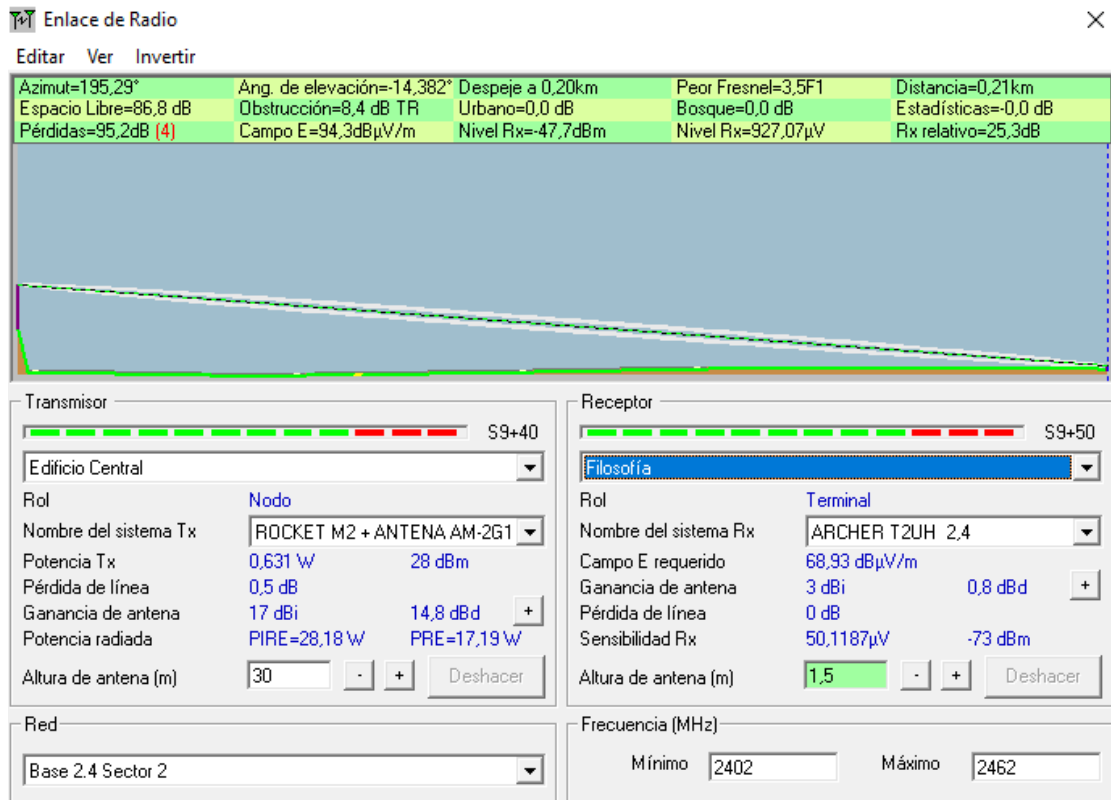 Enlace de Radio
Editar Ver Invertir
Azimut=195,29° Ang. de elevación=-14,382° Despeje a 0,20km Peor Fresnel=3,5F1 Distancia=0,21km
Espacio Libre=86,8 dB Obstrucción=8,4 dB TR Urbano=0,0 dB Bosque=0,0 dB Estadísticas=-0,0 dB
Pérdidas=95,2dB (4) Campo E=94,3dBµV/m Nivel Rx=-47,7dBm Nivel Rx=927,07µV Rx relativo=25,3dB
Transmisor
S9+40
Edificio Central
Rol Nodo
Nombre del sistema Tx ROCKET M2 + ANTENA AM-2G1
Potencia Tx 0,631 W 28 dBm
Pérdida de línea 0,5 dB
Ganancia de antena 17 dBi 14,8 dBd +
Potencia radiada PIRE=28,18 W PRE=17,19 W
Altura de antena (m) 30 - + Deshacer
Red
Base 2.4 Sector 2
Receptor
S9+50
Filosofía
Rol Terminal
Nombre del sistema Rx ARCHER T2UH 2,4
Campo E requerido 68,93 dBµV/m
Ganancia de antena 3 dBi 0,8 dBd +
Pérdida de línea 0 dB
Sensibilidad Rx 50,1187µV -73 dBm
Altura de antena (m) 1,5 - + Deshacer
Frecuencia (MHz)
Mínimo 2402 Máximo 2462